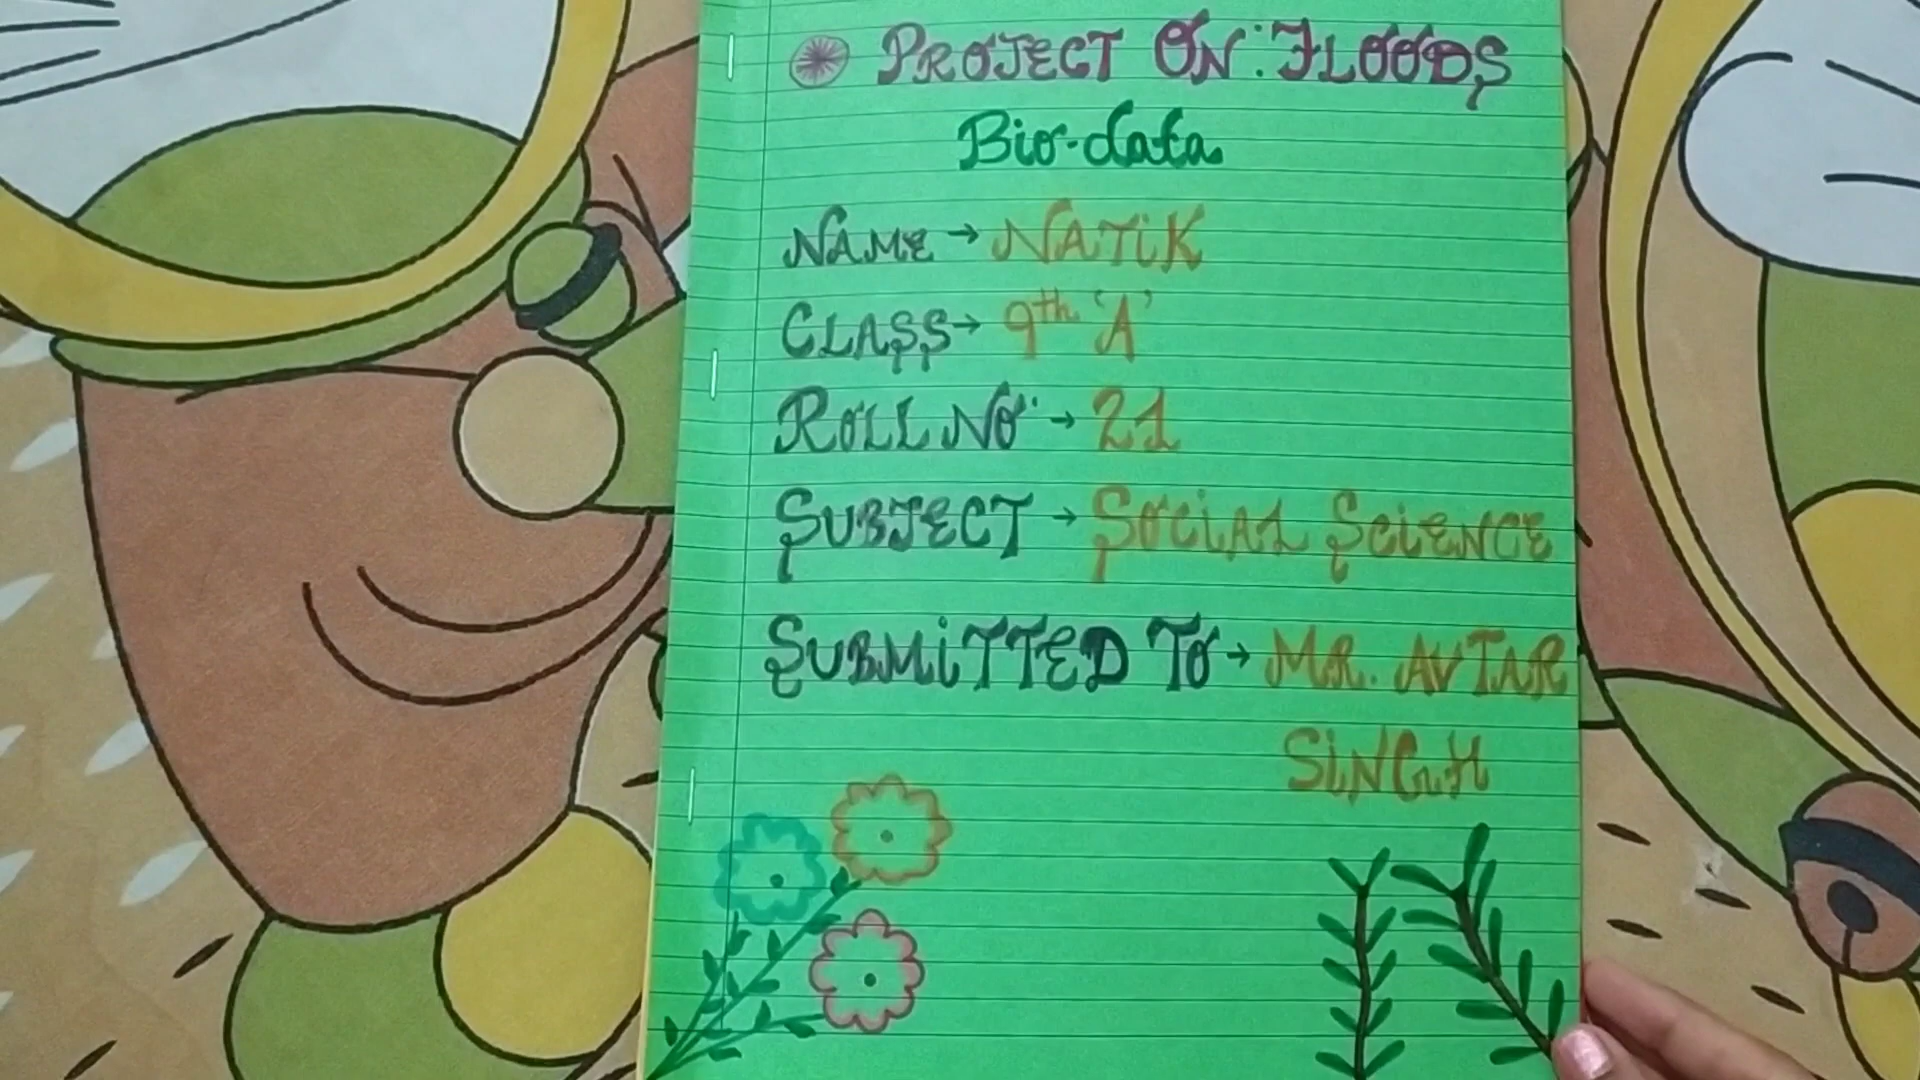 PROJECT ON: FLOODS
Bio-data
NAME → NATiK
CLASS → 9th 'A'
ROLL NO. → 21
SUBJECT → SOCiAL SCiENCE
SUBMiTTED TO → MR. AVTAR
SiNGH